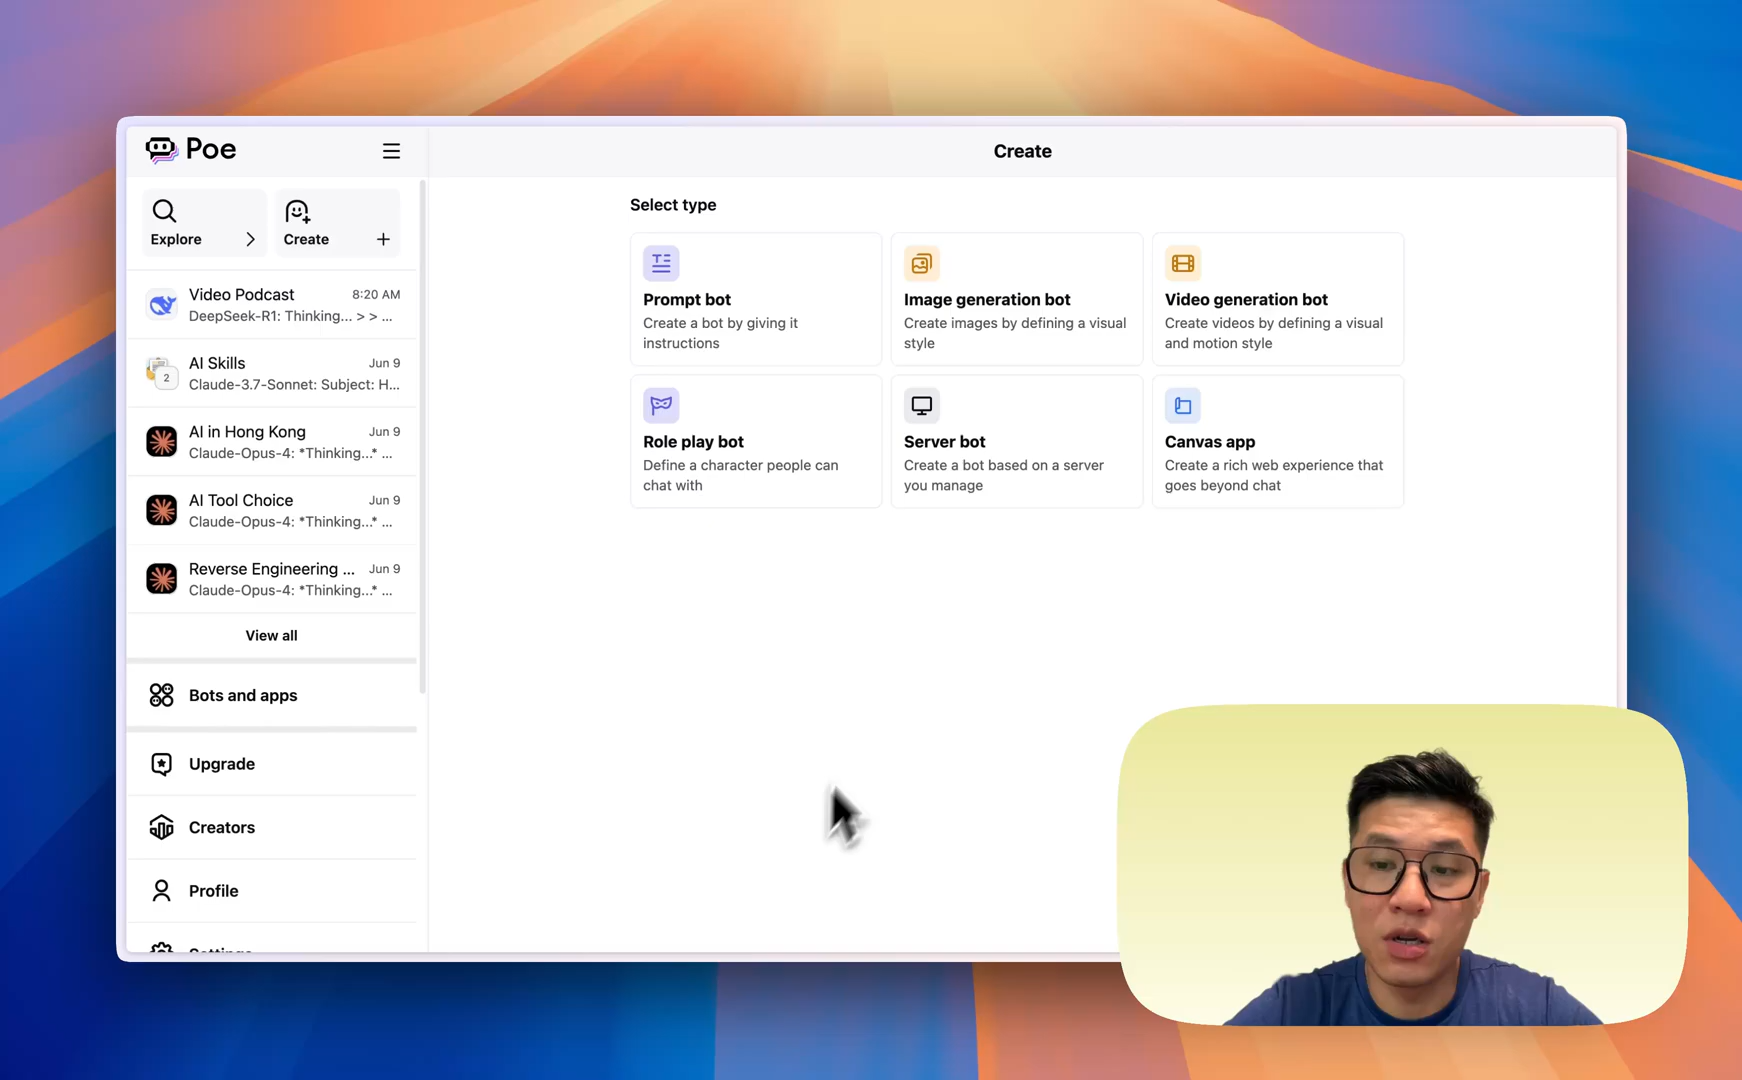 Poe
Create
Explore
Create
Select type
Video Podcast 8:20 AM
DeepSeek-R1: Thinking... > > ...
AI Skills Jun 9
2
Claude-3.7-Sonnet: Subject: H...
AI in Hong Kong Jun 9
Claude-Opus-4: *Thinking...* ...
AI Tool Choice Jun 9
Claude-Opus-4: *Thinking...* ...
Reverse Engineering ... Jun 9
Claude-Opus-4: *Thinking...* ...
View all
Bots and apps
Upgrade
Creators
Profile
Settings
Prompt bot
Create a bot by giving it
instructions
Image generation bot
Create images by defining a visual
style
Video generation bot
Create videos by defining a visual
and motion style
Role play bot
Define a character people can
chat with
Server bot
Create a bot based on a server
you manage
Canvas app
Create a rich web experience that
goes beyond chat